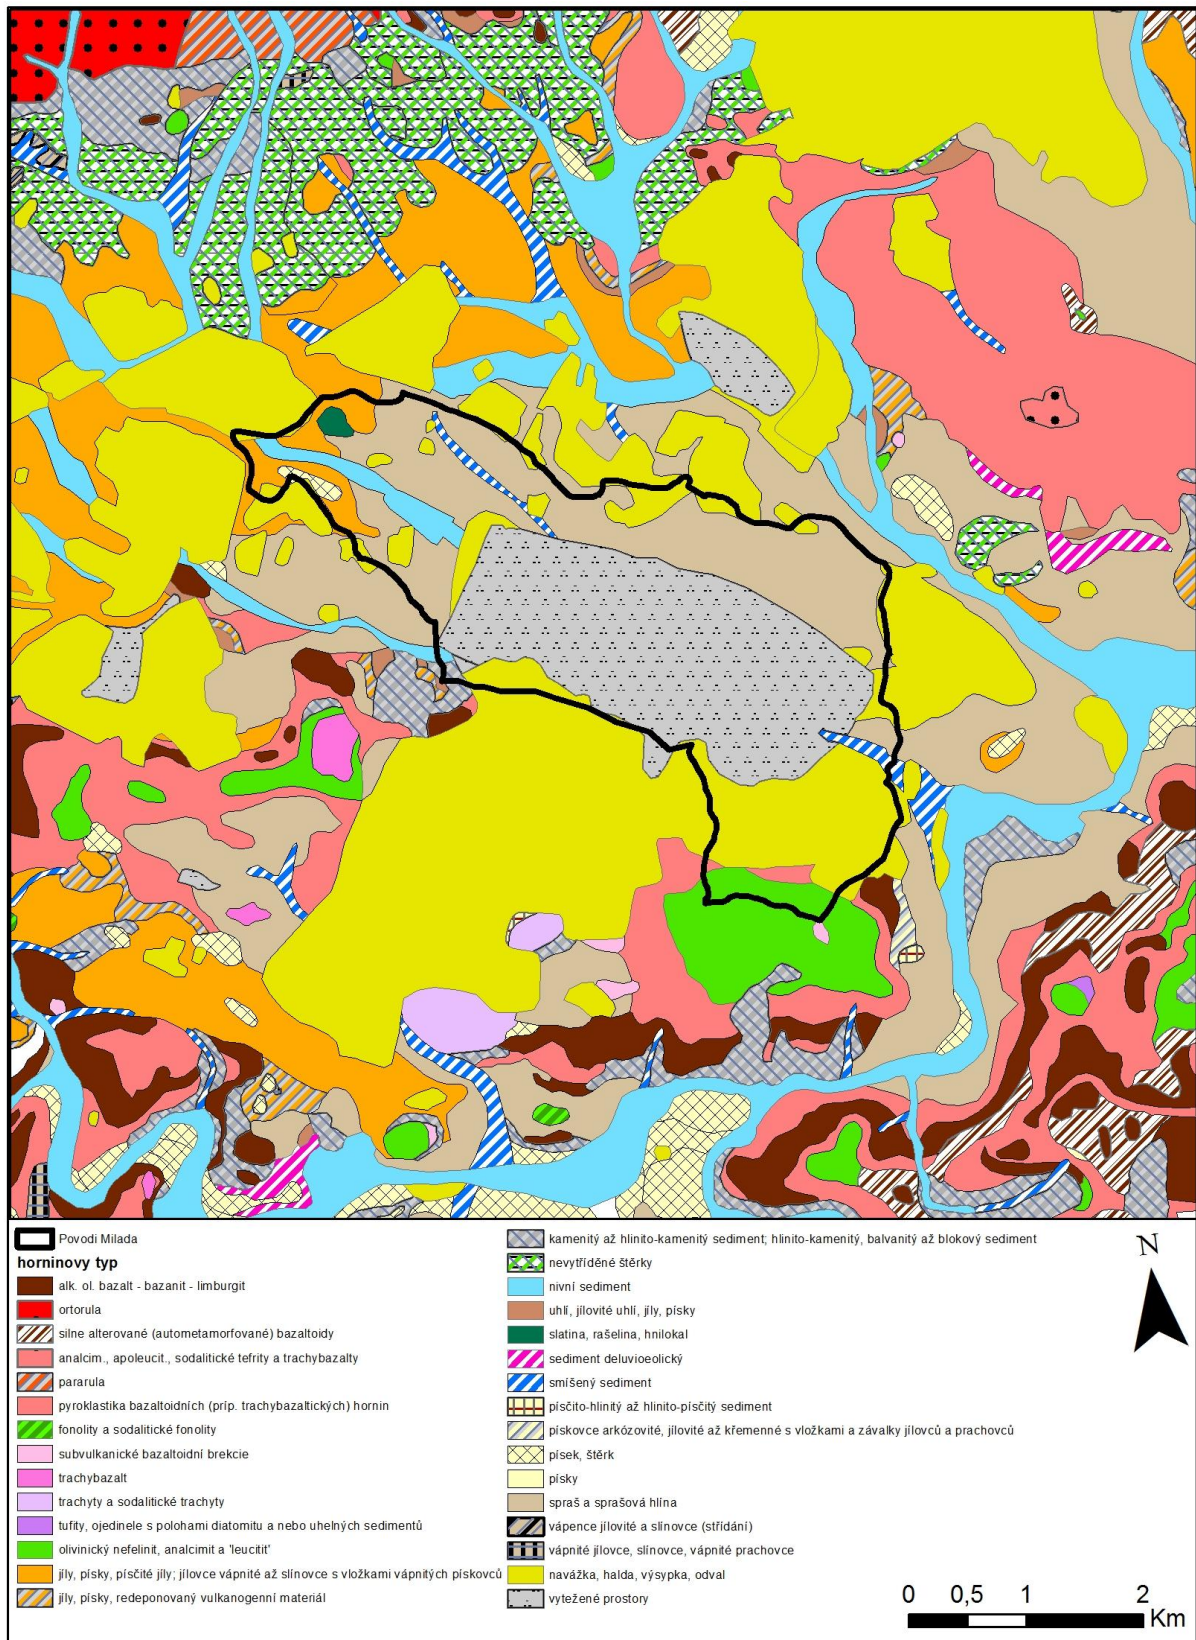 Povodi Milada
horninovy typ
alk. ol. bazalt - bazanit - limburgit
ortorula
silne alterované (autometamorfované) bazaltoidy
analcim., apoleucit., sodalitické tefrity a trachybazalty
pararula
pyroklastika bazaltoidních (príp. trachybazaltických) hornin
fonolity a sodalitické fonolity
subvulkanické bazaltoidní brekcie
trachybazalt
trachyty a sodalitické trachyty
tufity, ojedinele s polohami diatomitu a nebo uhelných sedimentů
olivinický nefelinit, analcimit a 'leucitit'
jíly, písky, písčité jíly; jílovce vápnité až slínovce s vložkami vápnitých pískovců
jíly, písky, redeponovaný vulkanogenní materiál
kamenitý až hlinito-kamenitý sediment; hlinito-kamenitý, balvanitý až blokový sediment
nevytříděné štěrky
nivní sediment
uhlí, jílovité uhlí, jíly, písky
slatina, rašelina, hnilokal
sediment deluvioeolický
smíšený sediment
písčito-hlinitý až hlinito-písčitý sediment
pískovce arkózovité, jílovité až křemenné s vložkami a závalky jílovců a prachovců
písek, štěrk
písky
spraš a sprašová hlína
vápence jílovité a slínovce (střídání)
vápnité jílovce, slínovce, vápnité prachovce
navážka, halda, výsypka, odval
vytežené prostory
N
0 0,5 1 2
Km